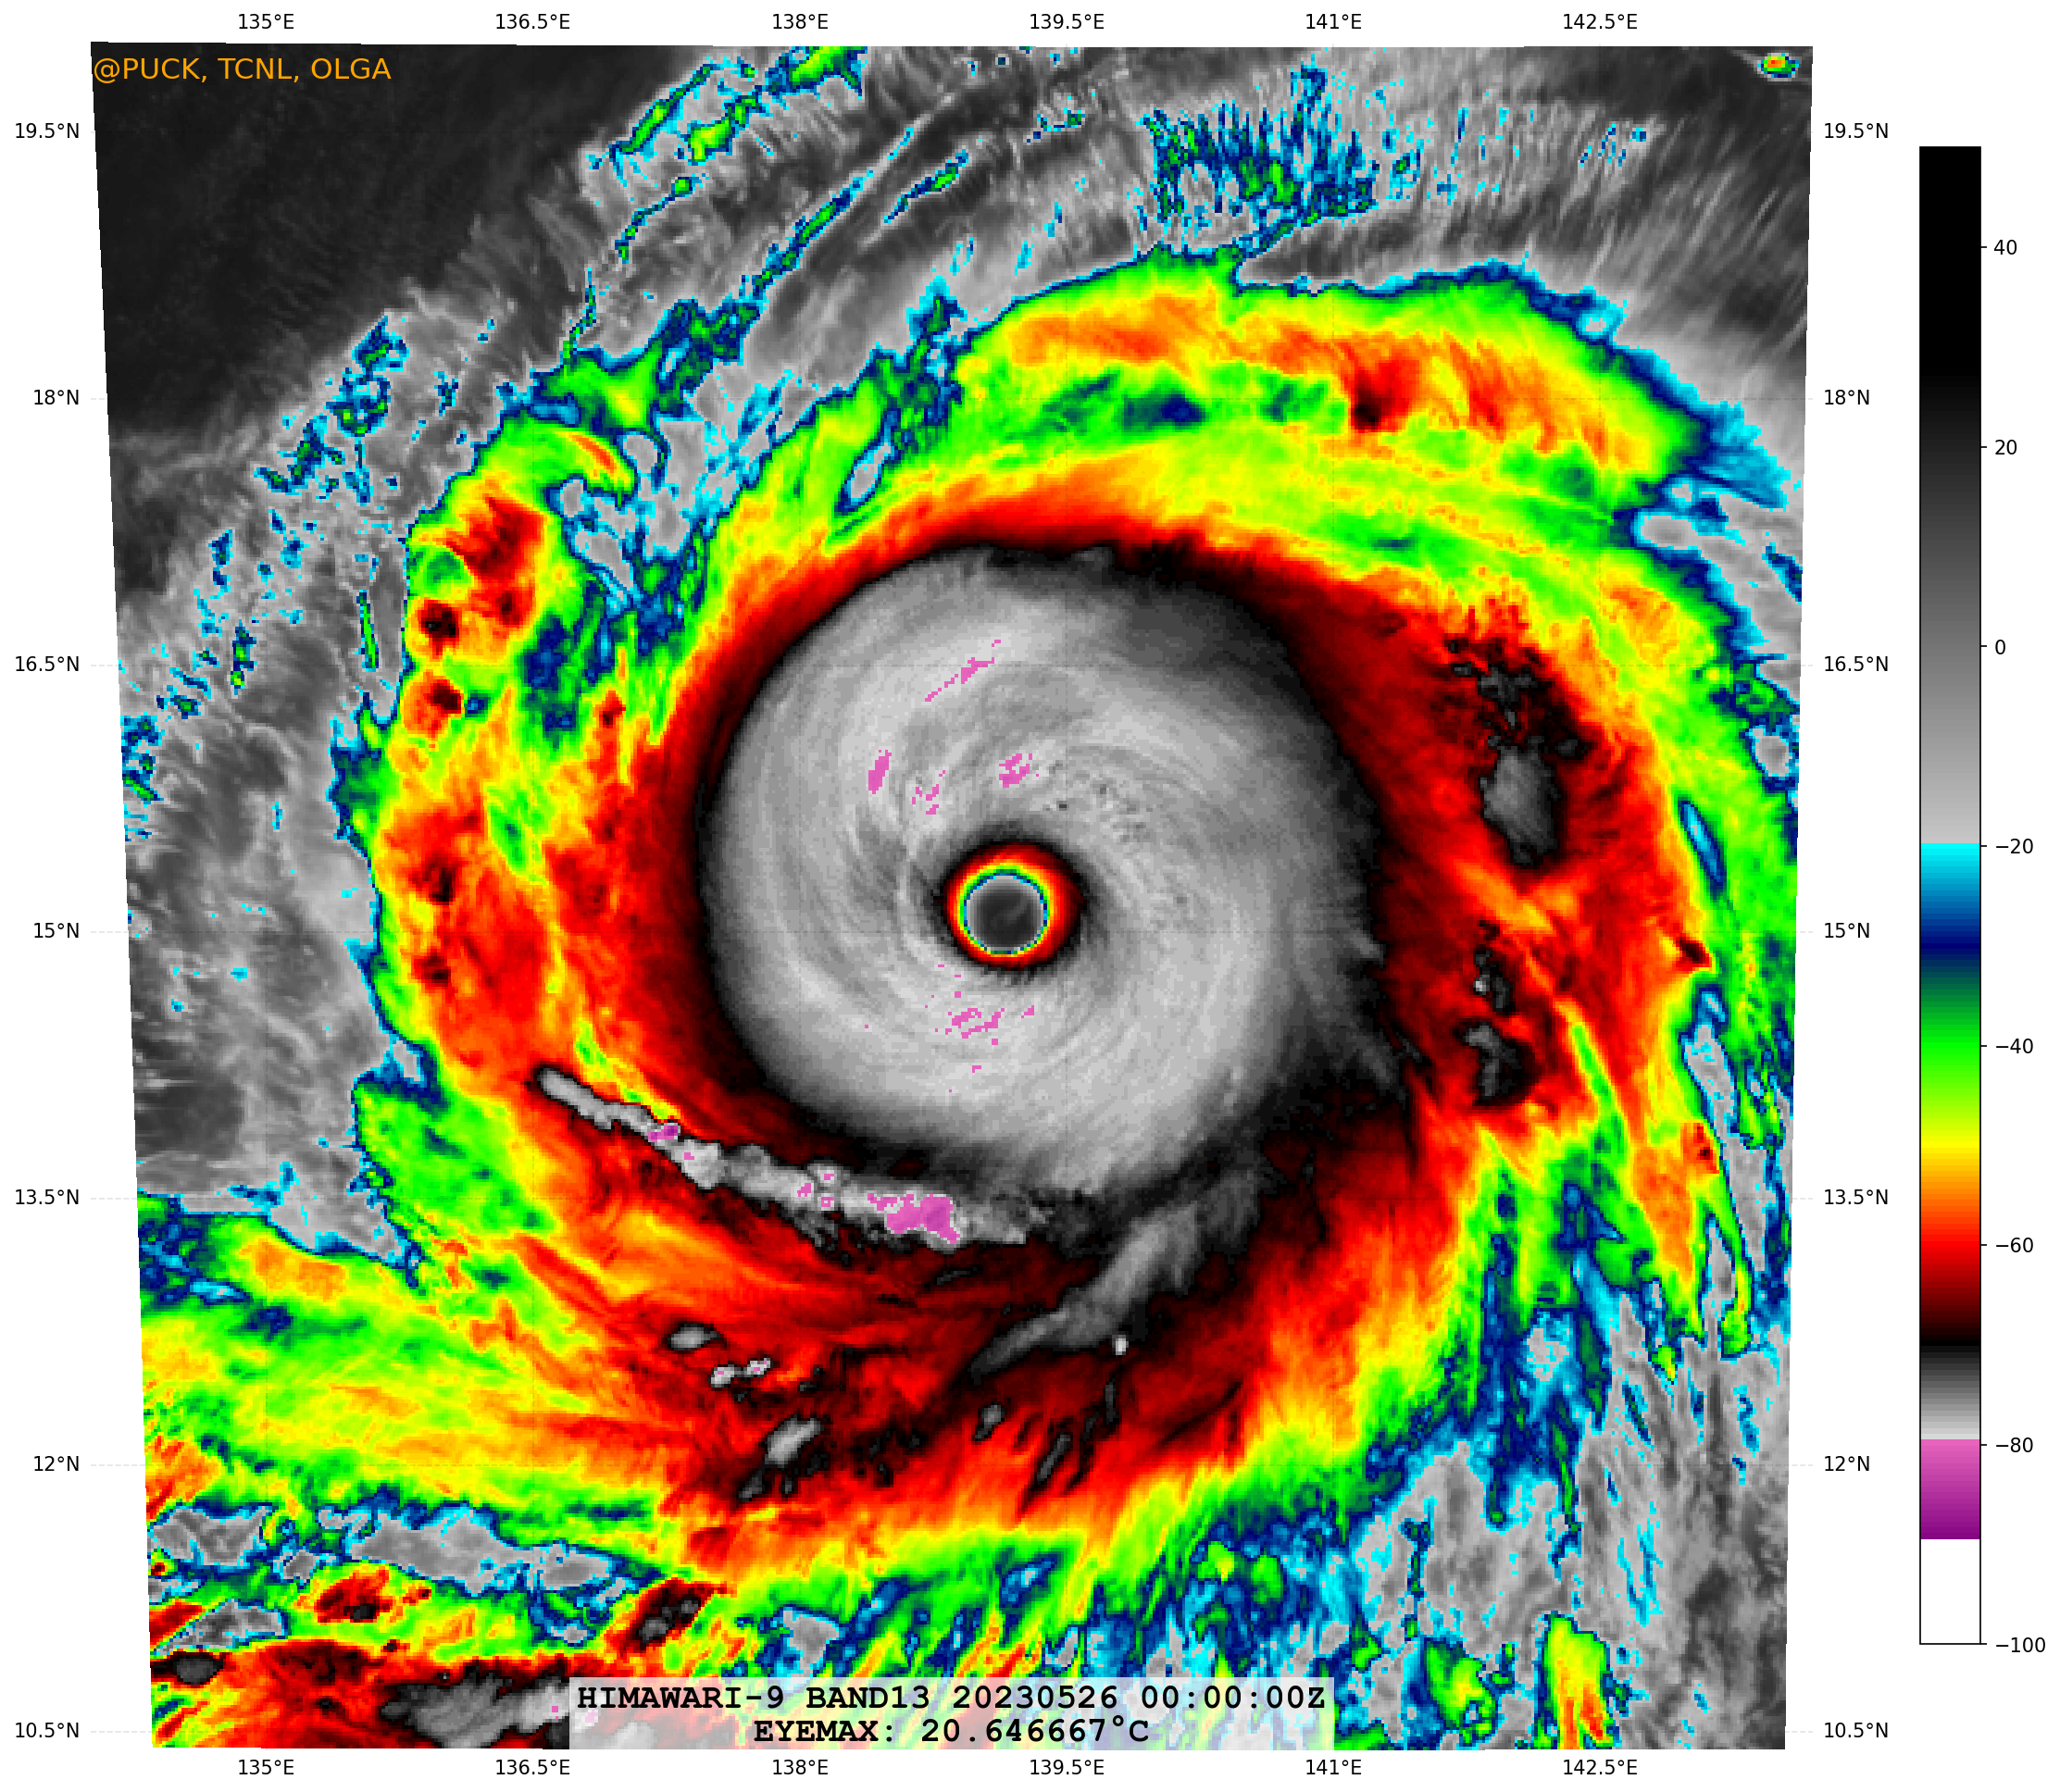 135°E 136.5°E 138°E 139.5°E 141°E 142.5°E
@PUCK, TCNL, OLGA
19.5°N 19.5°N
18°N 18°N
16.5°N 16.5°N
15°N 15°N
13.5°N 13.5°N
12°N 12°N
10.5°N 10.5°N
40
20
0
−20
−40
−60
−80
−100
HIMAWARI-9 BAND13 20230526 00:00:00Z
EYEMAX: 20.646667°C
135°E 136.5°E 138°E 139.5°E 141°E 142.5°E